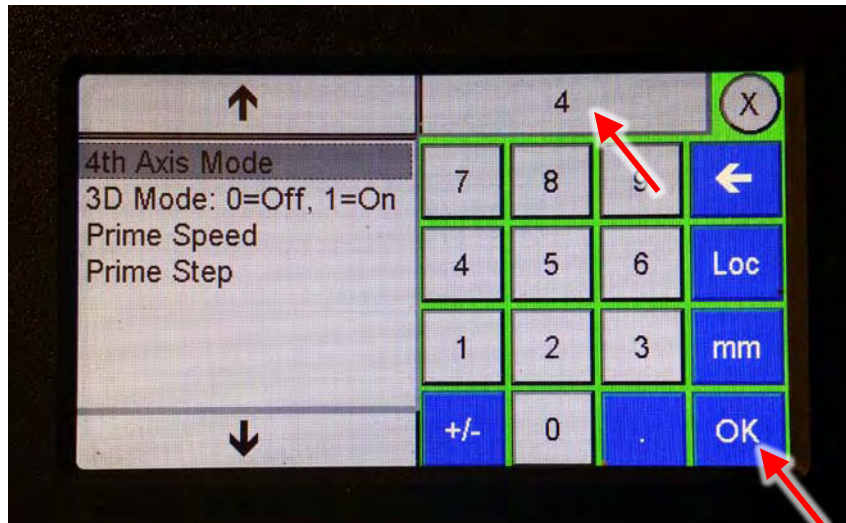 4
X
4th Axis Mode
3D Mode: 0=Off, 1=On
Prime Speed
Prime Step
7 8 9
4 5 6 Loc
1 2 3 mm
+/- 0 . OK